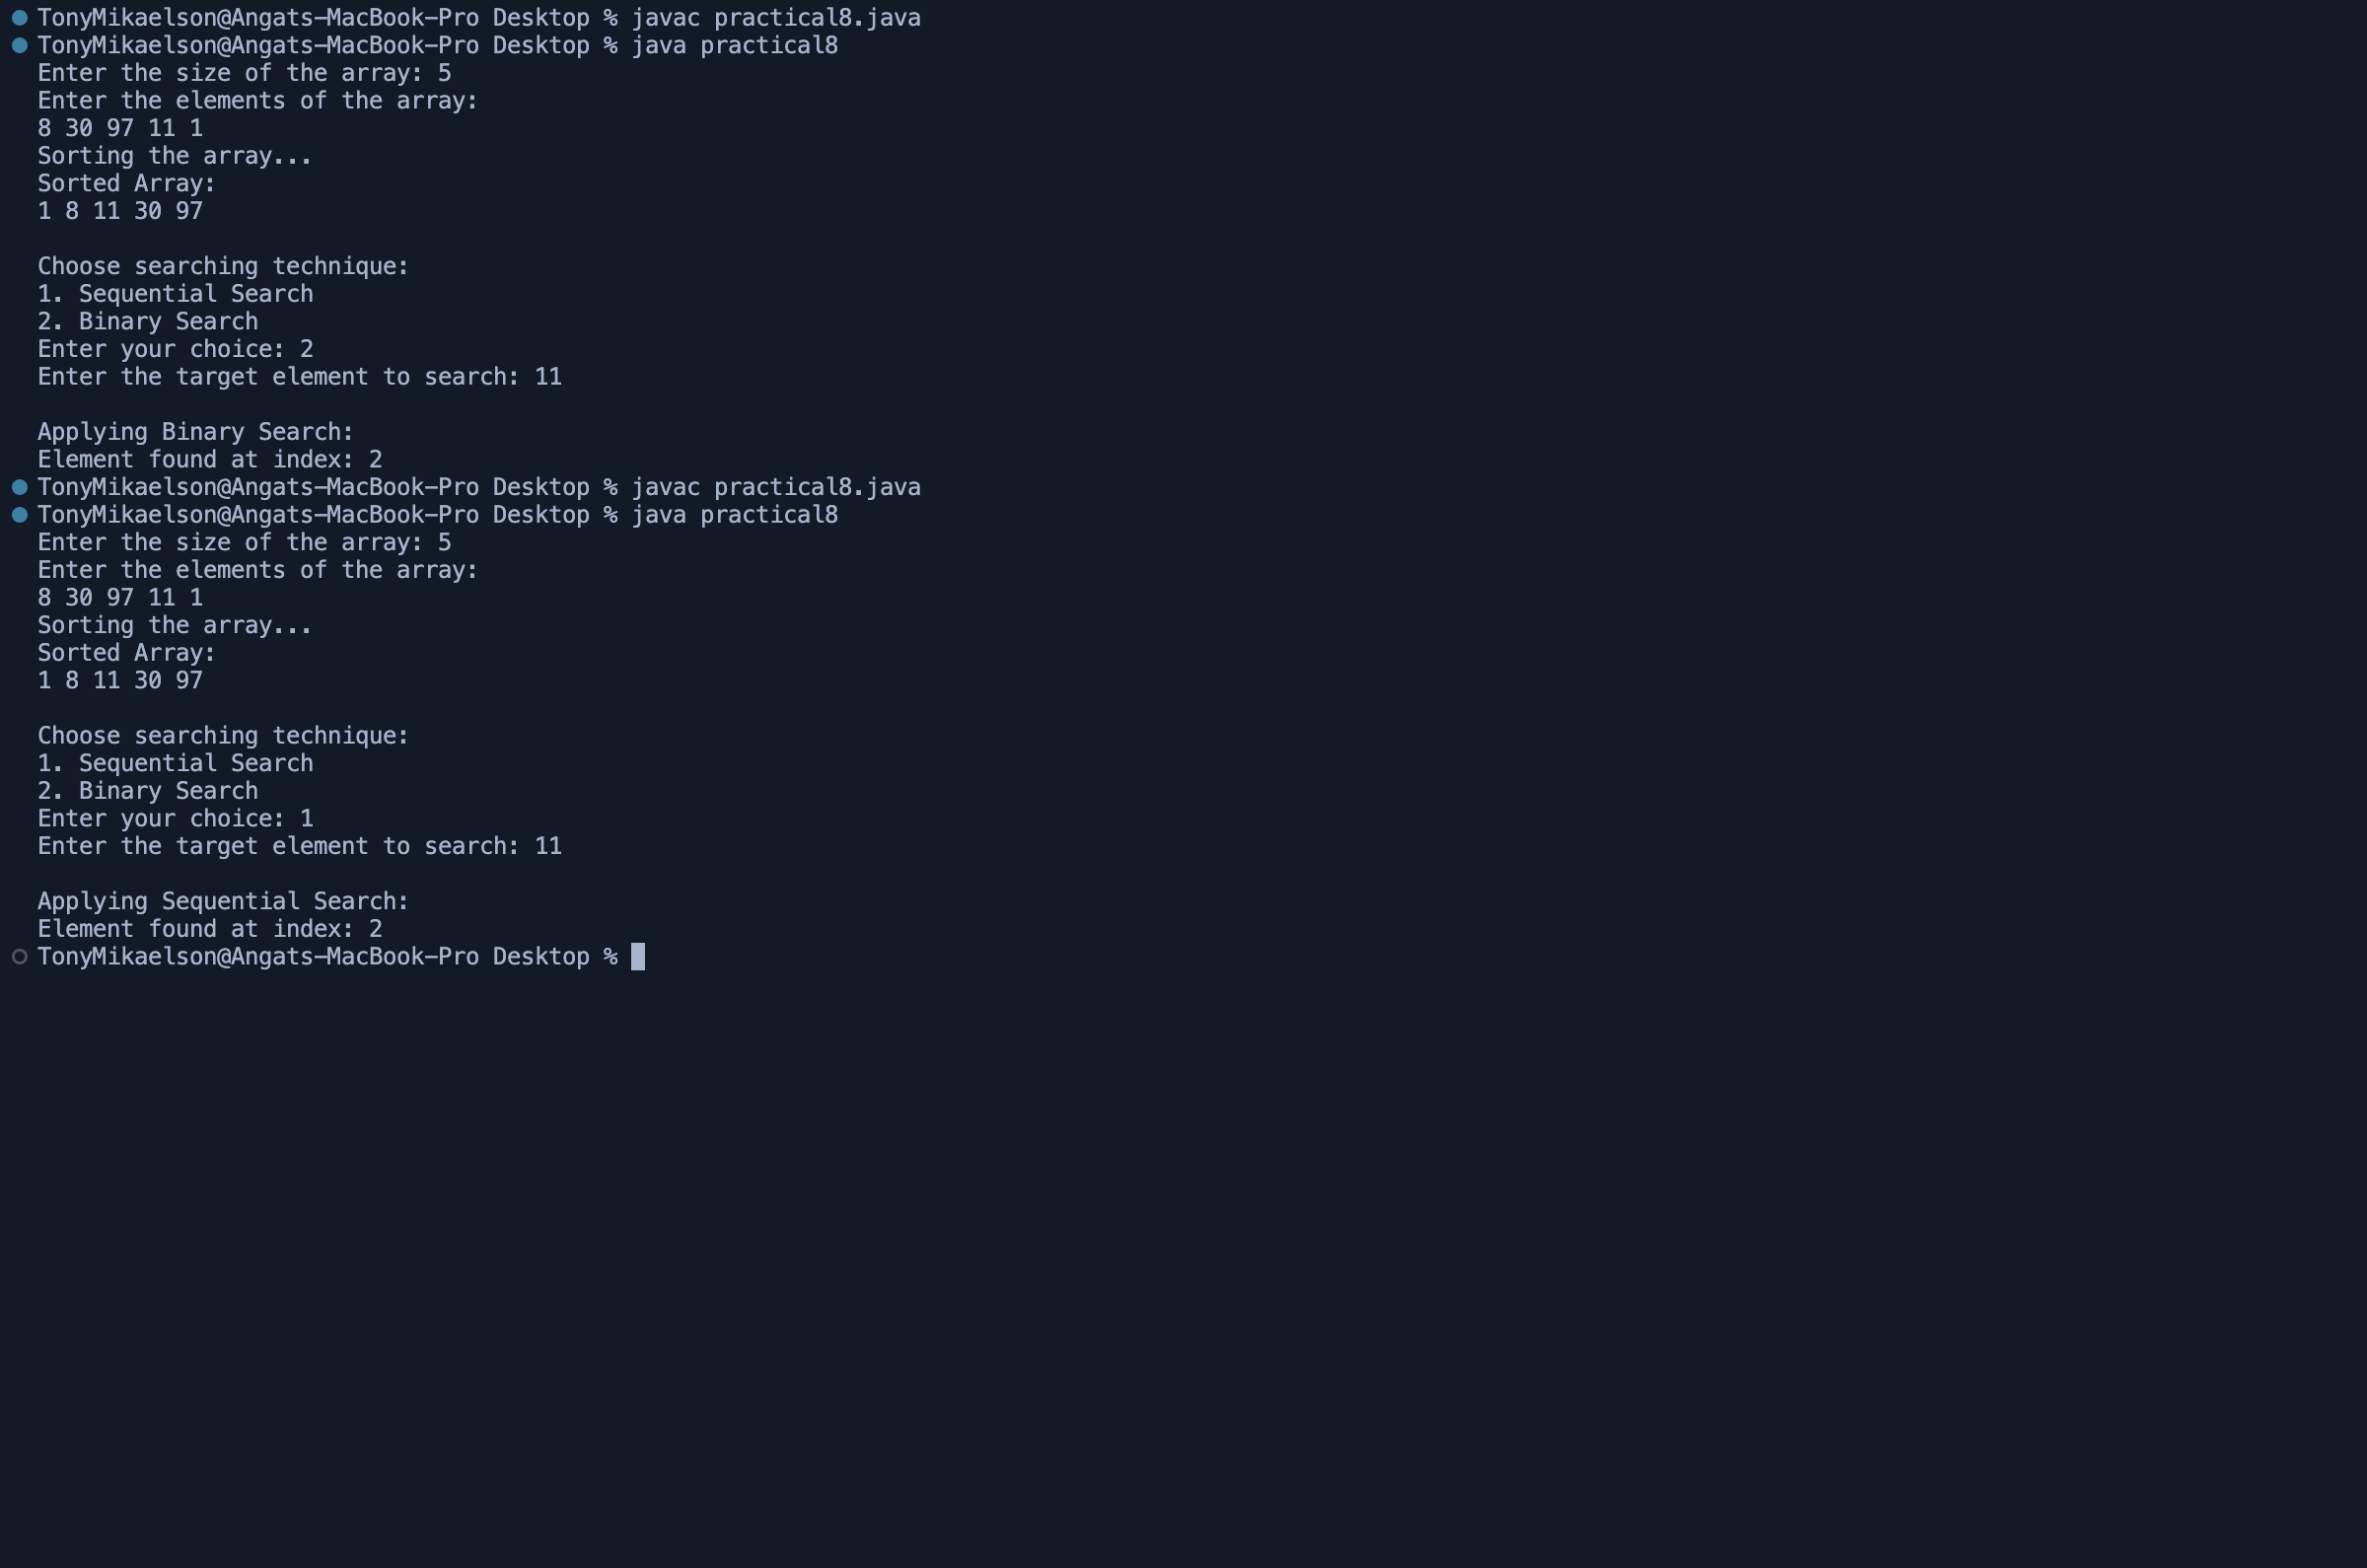 TonyMikaelson@Angats-MacBook-Pro Desktop % javac practical8.java
TonyMikaelson@Angats-MacBook-Pro Desktop % java practical8
Enter the size of the array: 5
Enter the elements of the array:
8 30 97 11 1
Sorting the array...
Sorted Array:
1 8 11 30 97
Choose searching technique:
1. Sequential Search
2. Binary Search
Enter your choice: 2
Enter the target element to search: 11
Applying Binary Search:
Element found at index: 2
TonyMikaelson@Angats-MacBook-Pro Desktop % javac practical8.java
TonyMikaelson@Angats-MacBook-Pro Desktop % java practical8
Enter the size of the array: 5
Enter the elements of the array:
8 30 97 11 1
Sorting the array...
Sorted Array:
1 8 11 30 97
Choose searching technique:
1. Sequential Search
2. Binary Search
Enter your choice: 1
Enter the target element to search: 11
Applying Sequential Search:
Element found at index: 2
TonyMikaelson@Angats-MacBook-Pro Desktop %